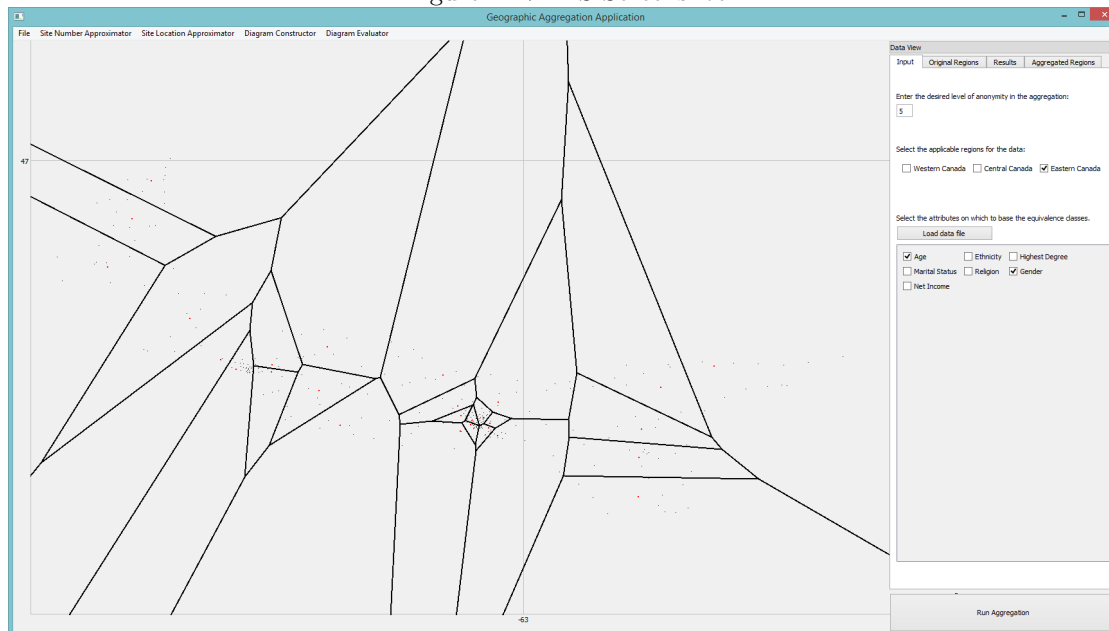 Geographic Aggregation Application
File Site Number Approximator Site Location Approximator Diagram Constructor Diagram Evaluator
Data View
Input Original Regions Results Aggregated Regions
Enter the desired level of anonymity in the aggregation:
5
Select the applicable regions for the data:
47
Western Canada Central Canada Eastern Canada
Select the attributes on which to base the equivalence classes.
Load data file
Age Ethnicity Highest Degree
Marital Status Religion Gender
Net Income
Run Aggregation
-63